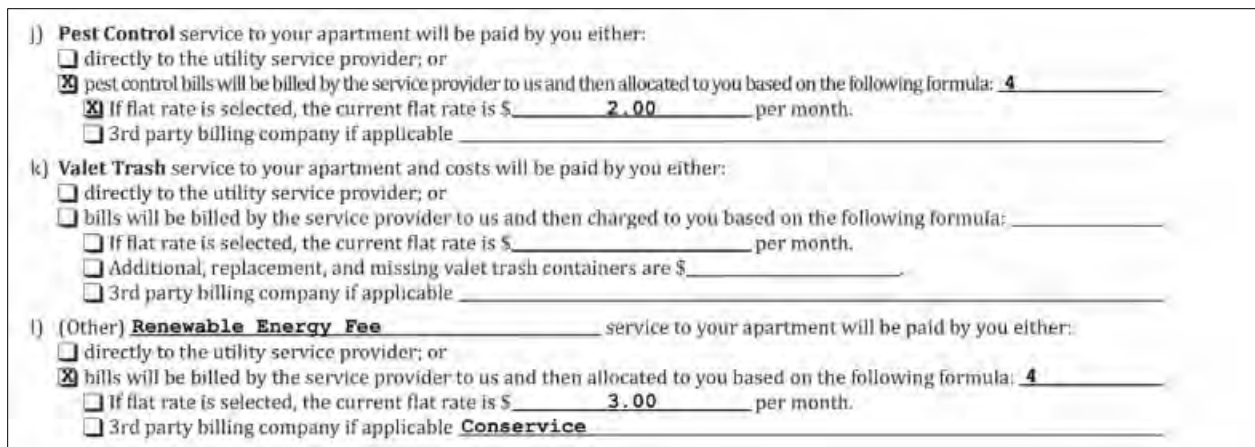 j) Pest Control service to your apartment will be paid by you either:
☐ directly to the utility service provider; or
☒ pest control bills will be billed by the service provider to us and then allocated to you based on the following formula: 4
☒ If flat rate is selected, the current flat rate is $ 2.00 per month.
☐ 3rd party billing company if applicable
k) Valet Trash service to your apartment and costs will be paid by you either:
☐ directly to the utility service provider; or
☐ bills will be billed by the service provider to us and then charged to you based on the following formula:
☐ If flat rate is selected, the current flat rate is $ per month.
☐ Additional, replacement, and missing valet trash containers are $ .
☐ 3rd party billing company if applicable
l) (Other) Renewable Energy Fee service to your apartment will be paid by you either:
☐ directly to the utility service provider; or
☒ bills will be billed by the service provider to us and then allocated to you based on the following formula: 4
☐ If flat rate is selected, the current flat rate is $ 3.00 per month.
☐ 3rd party billing company if applicable Conservice